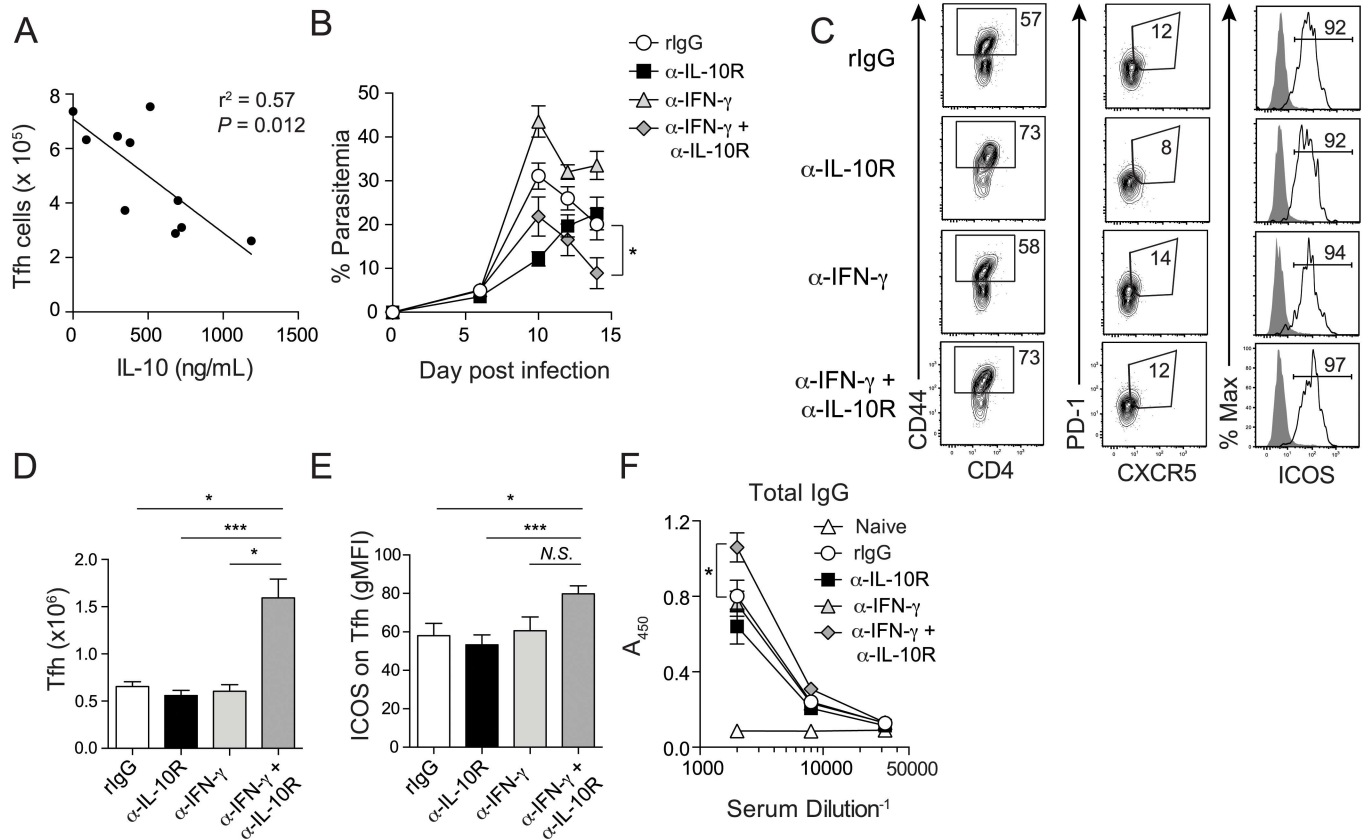 A
r² = 0.57
P = 0.012
8
6
4
2
0
Tfh cells (x 10⁵)
0 500 1000 1500
IL-10 (ng/mL)
B
rIgG
α-IL-10R
α-IFN-γ
α-IFN-γ +
α-IL-10R
50
40
30
20
10
0
% Parasitemia
*
0 5 10 15
Day post infection
C
rIgG
57
12
92
α-IL-10R
73
8
92
α-IFN-γ
58
14
94
α-IFN-γ +
α-IL-10R
73
12
97
CD44
PD-1
% Max
100
80
60
40
20
0
CD4
CXCR5
ICOS
D
*
***
*
2.0
1.5
1.0
0.5
0.0
Tfh (x10⁶)
rIgG
α-IL-10R
α-IFN-γ
α-IFN-γ +
α-IL-10R
E
*
***
N.S.
100
80
60
40
20
0
ICOS on Tfh (gMFI)
rIgG
α-IL-10R
α-IFN-γ
α-IFN-γ +
α-IL-10R
F
Total IgG
Naive
rIgG
α-IL-10R
α-IFN-γ
α-IFN-γ +
α-IL-10R
1.2
0.8
0.4
0.0
A₄₅₀
*
1000 10000 50000
Serum Dilution⁻¹